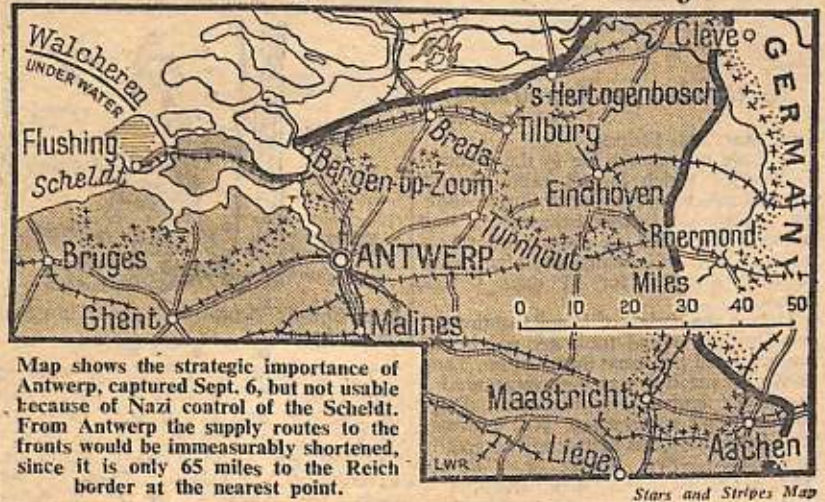 Walcheren
UNDER WATER
Cleve
GERMANY
's-Hertogenbosch
Flushing
Scheldt
Breda
Tilburg
Bergen-op-Zoom
Eindhoven
Bruges
ANTWERP
Turnhout
Roermond
Miles
Ghent
Malines
0 10 20 30 40 50
Map shows the strategic importance of
Antwerp, captured Sept. 6, but not usable
because of Nazi control of the Scheldt.
From Antwerp the supply routes to the
fronts would be immeasurably shortened,
since it is only 65 miles to the Reich
border at the nearest point.
Maastricht
Aachen
Liége
LWR
Stars and Stripes Map